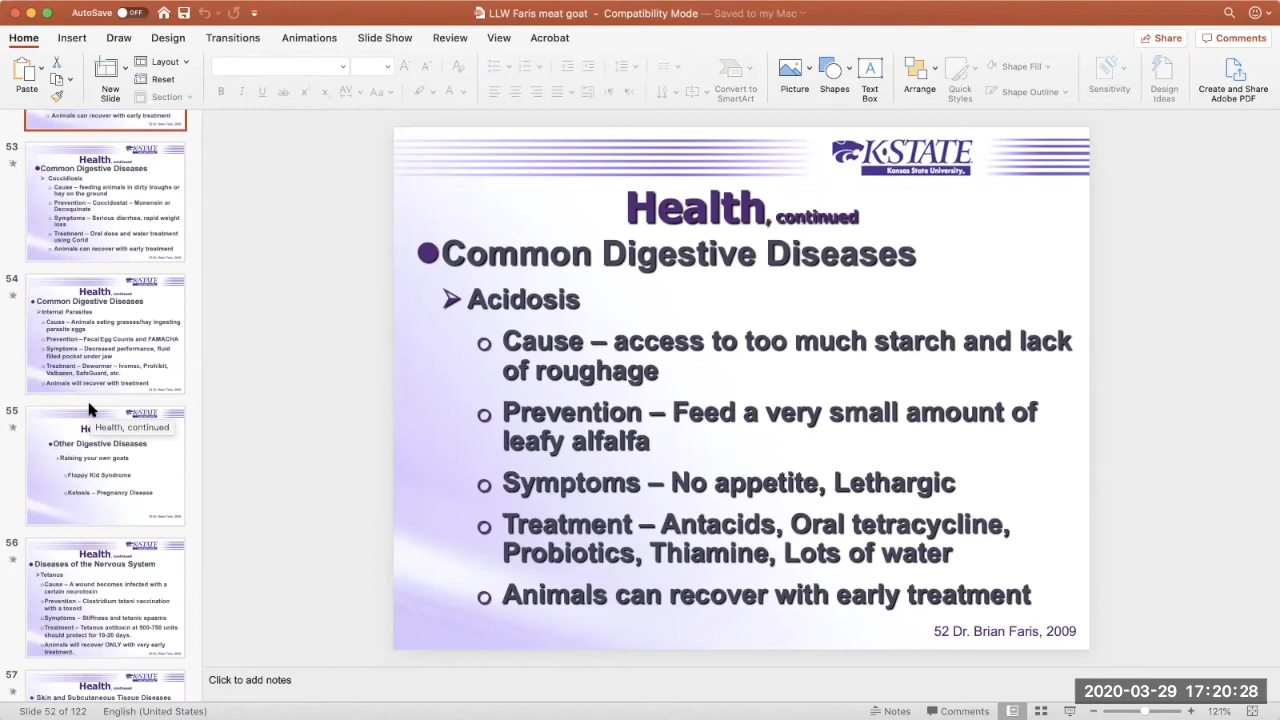 AutoSave OFF
LLW Faris meat goat - Compatibility Mode — Saved to my Mac
Home Insert Draw Design Transitions Animations Slide Show Review View Acrobat Share Comments
Paste
New Slide
Layout
Reset
Section
Convert to SmartArt
Picture
Shapes
Text Box
Arrange
Quick Styles
Shape Fill
Shape Outline
Sensitivity
Design Ideas
Create and Share Adobe PDF
Animals can recover with early treatment
53
Health, continued
Common Digestive Diseases
Coccidiosis
Cause – feeding animals in dirty troughs or
hay on the ground
Prevention – Coccidostat – Monensin or
Decoquinate
Symptoms – Serious diarrhea, rapid weight
loss
Treatment – Oral dose and water treatment
using Corid
Animals can recover with early treatment
54
Health, continued
Common Digestive Diseases
Internal Parasites
Cause – Animals eating grasses/hay ingesting
parasite eggs
Prevention – Fecal Egg Counts and FAMACHA
Symptoms – Decreased performance, fluid
filled pocket under jaw
Treatment – Dewormer – Ivomec, Prohibit,
Valbazen, SafeGuard, etc.
Animals will recover with treatment
55
Health, continued
Other Digestive Diseases
Raising your own goats
Floppy Kid Syndrome
Ketosis – Pregnancy Disease
56
Health, continued
Diseases of the Nervous System
Tetanus
Cause – A wound becomes infected with a
certain neurotoxin
Prevention – Clostridium tetani vaccination
with a toxoid
Symptoms – Stiffness and tetanic spasms
Treatment – Tetanus antitoxin at 500-750 units
should protect for 10-20 days.
Animals will recover ONLY with very early
treatment.
57
Health, continued
Skin and Subcutaneous Tissue Diseases
K-STATE
Kansas State University
Health, continued
Common Digestive Diseases
Acidosis
Cause – access to too much starch and lack
of roughage
Prevention – Feed a very small amount of
leafy alfalfa
Symptoms – No appetite, Lethargic
Treatment – Antacids, Oral tetracycline,
Probiotics, Thiamine, Lots of water
Animals can recover with early treatment
52 Dr. Brian Faris, 2009
Click to add notes
2020-03-29 17:20:28
Slide 52 of 122 English (United States) Notes Comments 121%